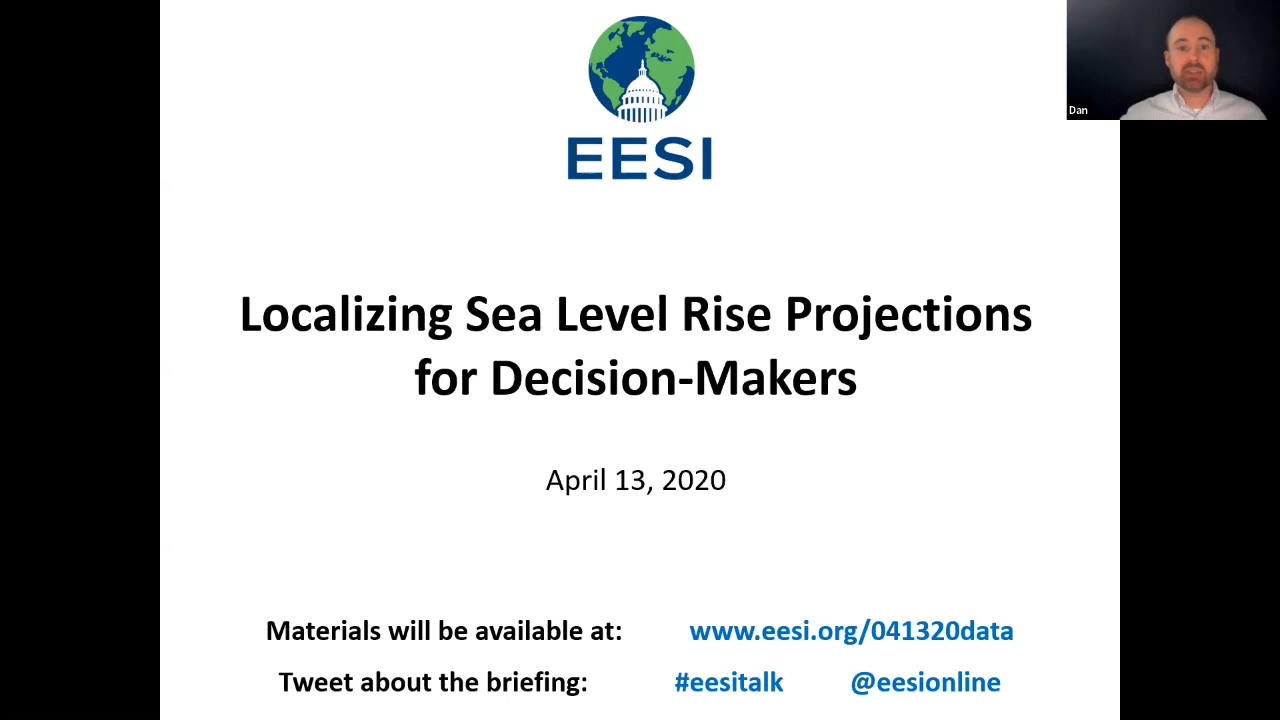 EESI
Dan
Localizing Sea Level Rise Projections
for Decision-Makers
April 13, 2020
Materials will be available at: www.eesi.org/041320data
Tweet about the briefing: #eesitalk @eesionline